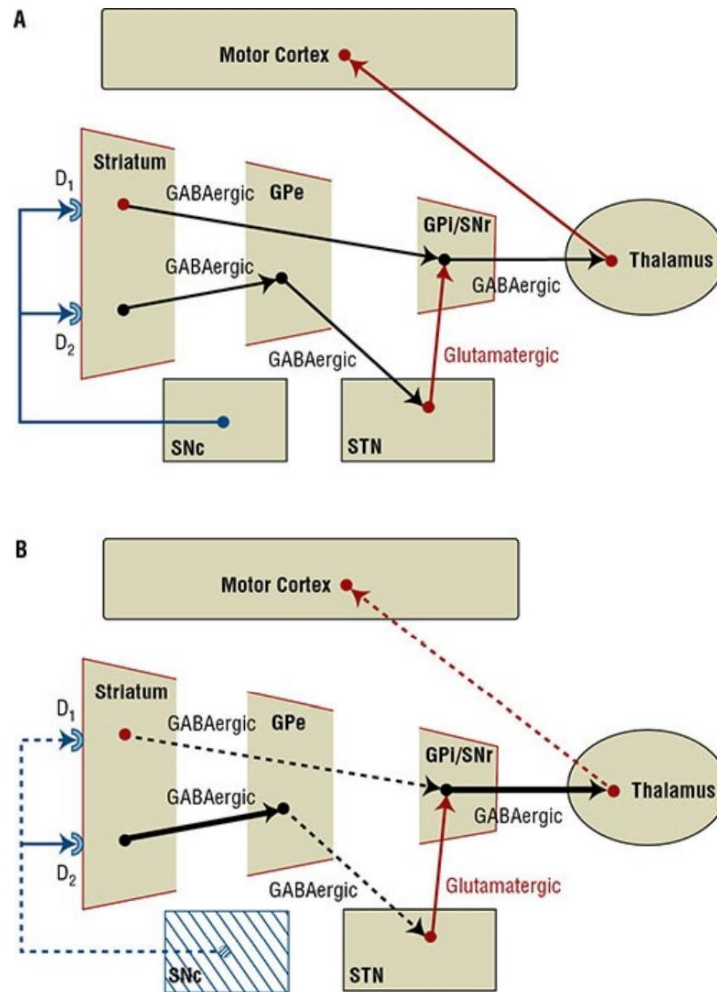 A
Motor Cortex
D1
Striatum
GABAergic
GPe
GPi/SNr
GABAergic
GABAergic
Thalamus
D2
GABAergic
Glutamatergic
SNc
STN
B
Motor Cortex
D1
Striatum
GABAergic
GPe
GPi/SNr
GABAergic
GABAergic
Thalamus
D2
GABAergic
Glutamatergic
SNc
STN